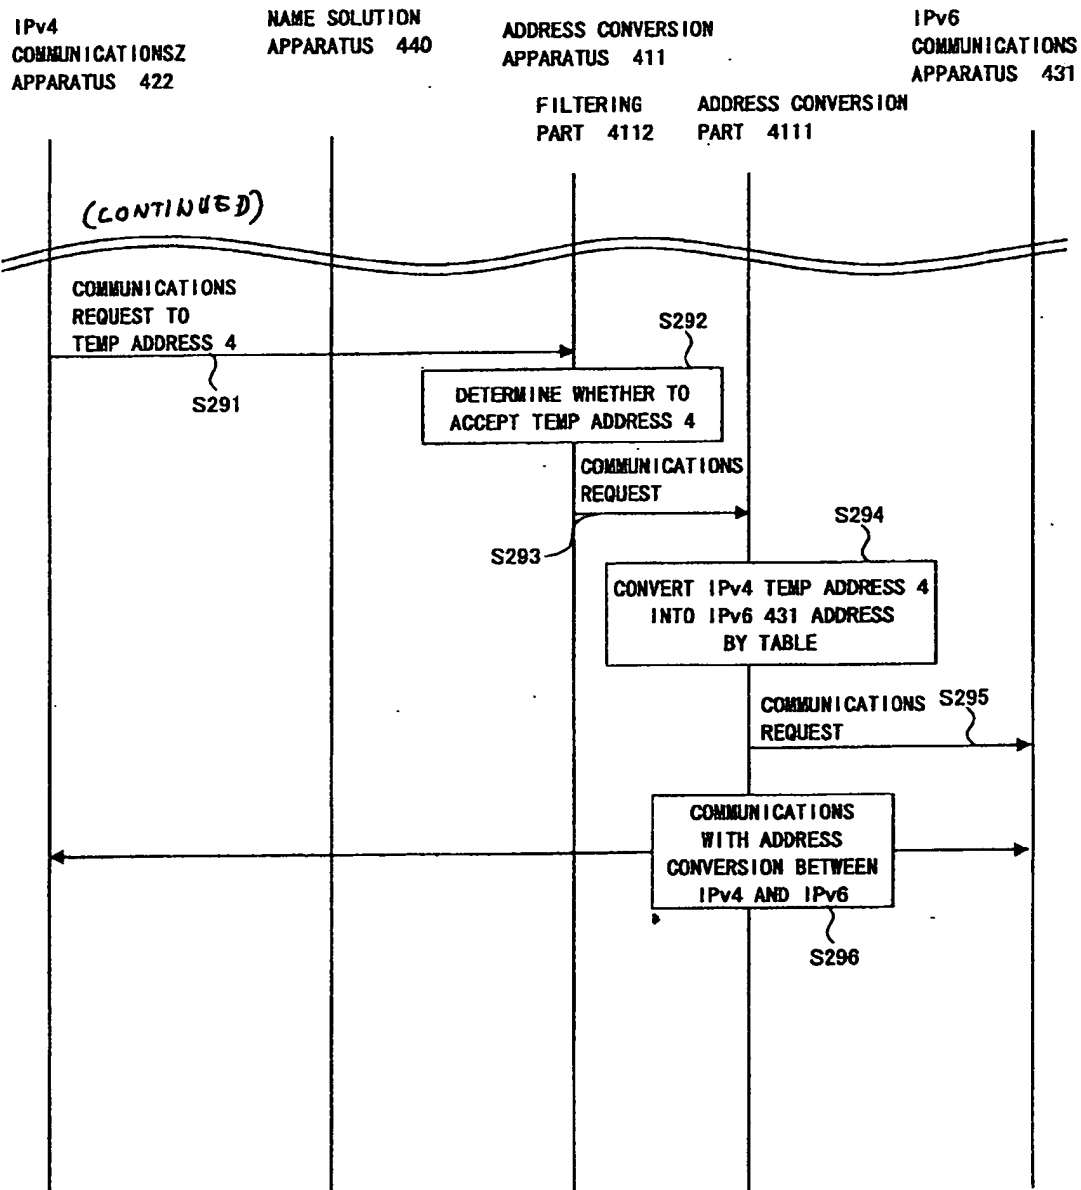 IPv4
COMMUNICATIONSZ
APPARATUS 422
NAME SOLUTION
APPARATUS 440
ADDRESS CONVERSION
APPARATUS 411
IPv6
COMMUNICATIONS
APPARATUS 431
FILTERING
PART 4112
ADDRESS CONVERSION
PART 4111
(CONTINUED)
COMMUNICATIONS
REQUEST TO
TEMP ADDRESS 4
S291
S292
DETERMINE WHETHER TO
ACCEPT TEMP ADDRESS 4
COMMUNICATIONS
REQUEST
S293
S294
CONVERT IPv4 TEMP ADDRESS 4
INTO IPv6 431 ADDRESS
BY TABLE
COMMUNICATIONS
REQUEST
S295
COMMUNICATIONS
WITH ADDRESS
CONVERSION BETWEEN
IPv4 AND IPv6
S296